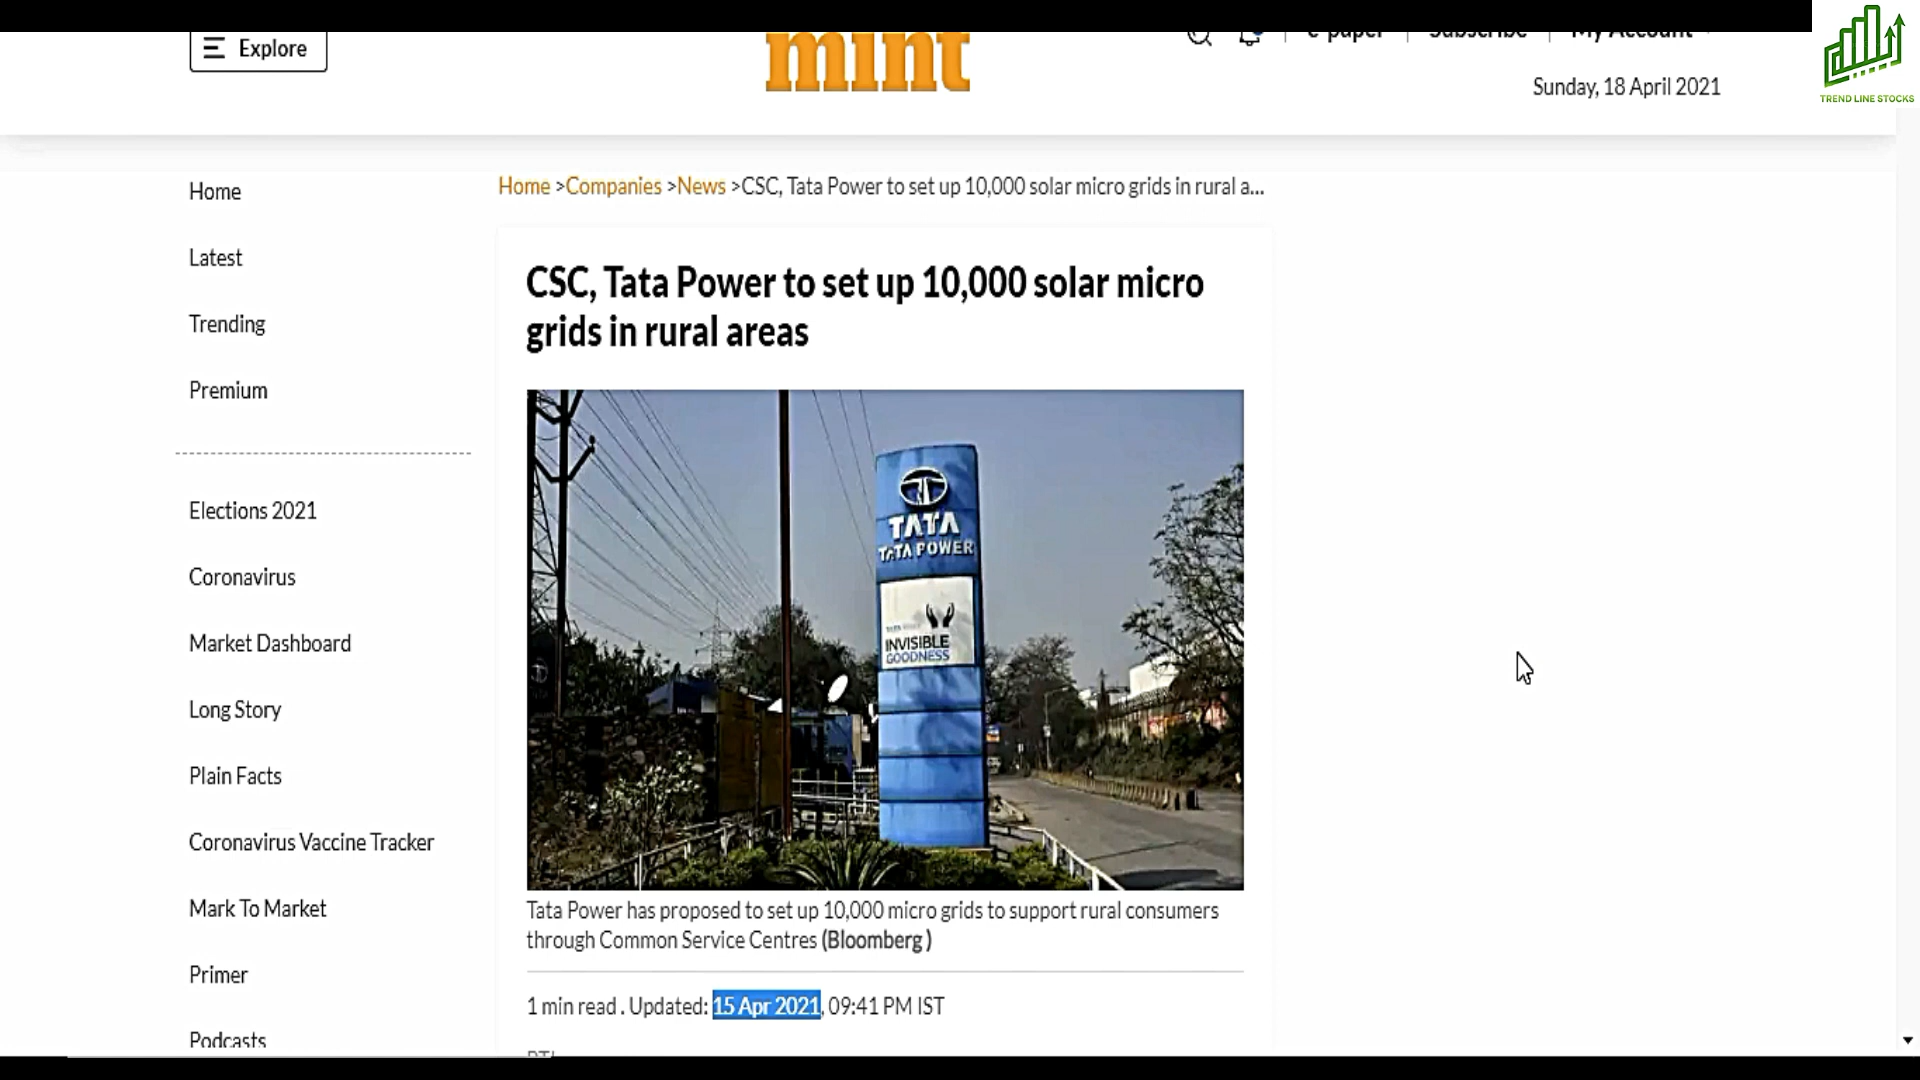 Explore
mint
e-paper
Subscribe
My Account
Sunday, 18 April 2021
TREND LINE STOCKS
Home
Latest
Trending
Premium
Elections 2021
Coronavirus
Market Dashboard
Long Story
Plain Facts
Coronavirus Vaccine Tracker
Mark To Market
Primer
Podcasts
Home >Companies >News >CSC, Tata Power to set up 10,000 solar micro grids in rural a...
CSC, Tata Power to set up 10,000 solar micro
grids in rural areas
TATA
TATA POWER
INVISIBLE
GOODNESS
Tata Power has proposed to set up 10,000 micro grids to support rural consumers
through Common Service Centres (Bloomberg )
1 min read . Updated: 15 Apr 2021, 09:41 PM IST